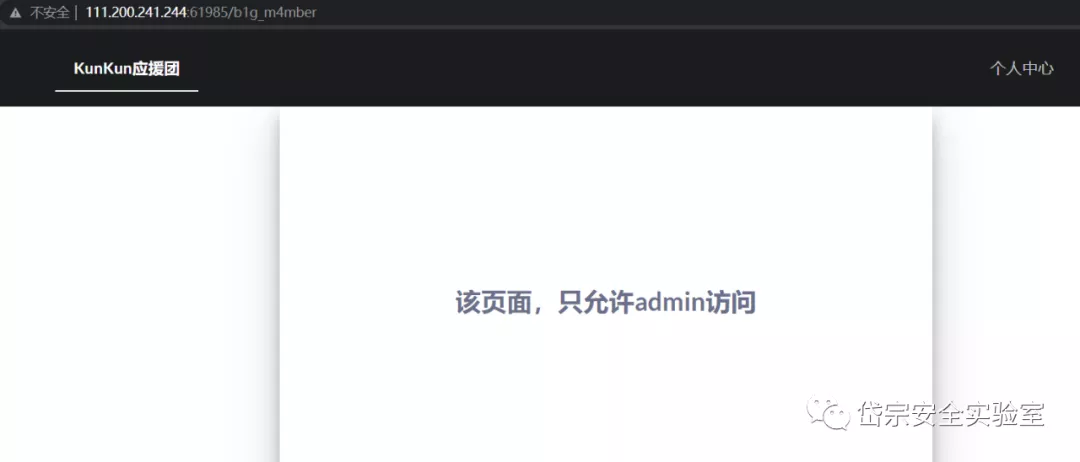 不安全 | 111.200.241.244:61985/b1g_m4mber
KunKun应援团 个人中心
该页面，只允许admin访问
岱宗安全实验室